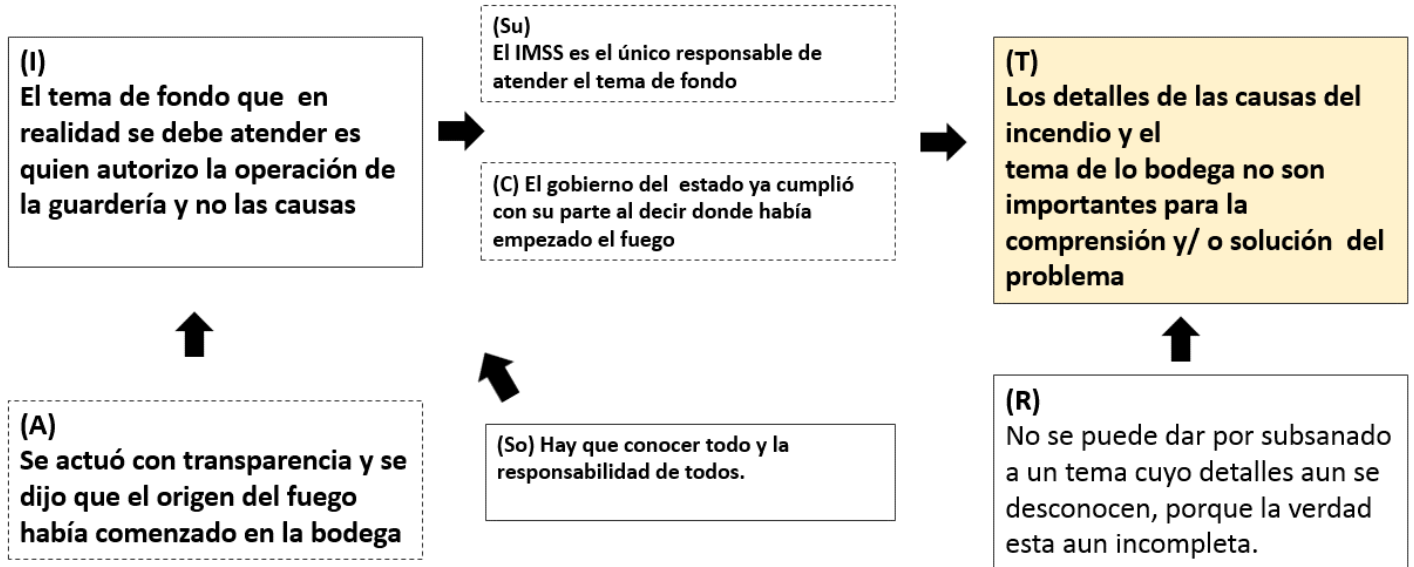 (I)
El tema de fondo que en
realidad se debe atender es
quien autorizo la operación de
la guardería y no las causas
(Su)
El IMSS es el único responsable de
atender el tema de fondo
(C) El gobierno del estado ya cumplió
con su parte al decir donde había
empezado el fuego
(T)
Los detalles de las causas del
incendio y el
tema de lo bodega no son
importantes para la
comprensión y/ o solución del
problema
(A)
Se actuó con transparencia y se
dijo que el origen del fuego
había comenzado en la bodega
(So) Hay que conocer todo y la
responsabilidad de todos.
(R)
No se puede dar por subsanado
a un tema cuyo detalles aun se
desconocen, porque la verdad
esta aun incompleta.